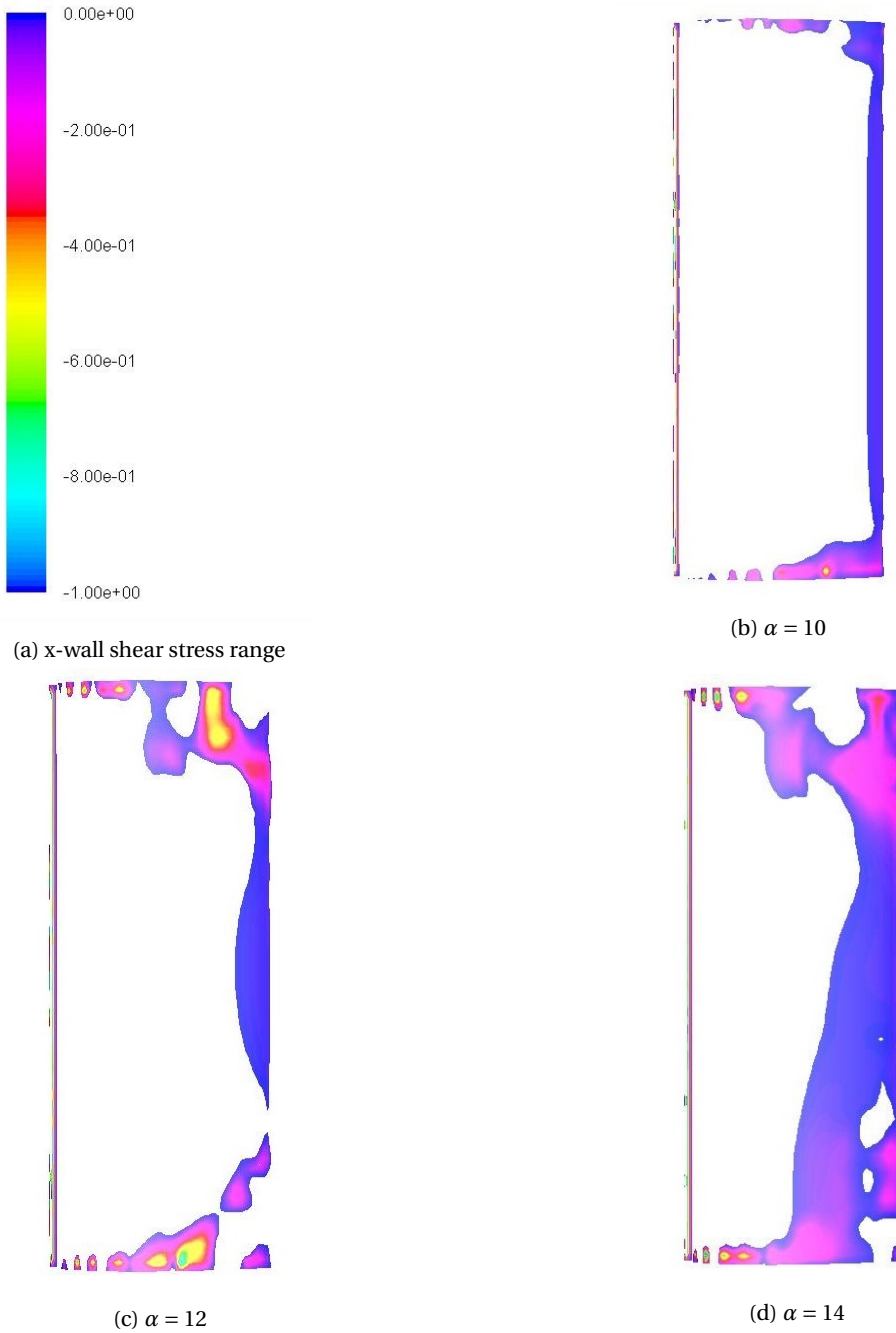 0.00e+00
-2.00e-01
-4.00e-01
-6.00e-01
-8.00e-01
-1.00e+00
(a) x-wall shear stress range
(b) α = 10
(c) α = 12
(d) α = 14